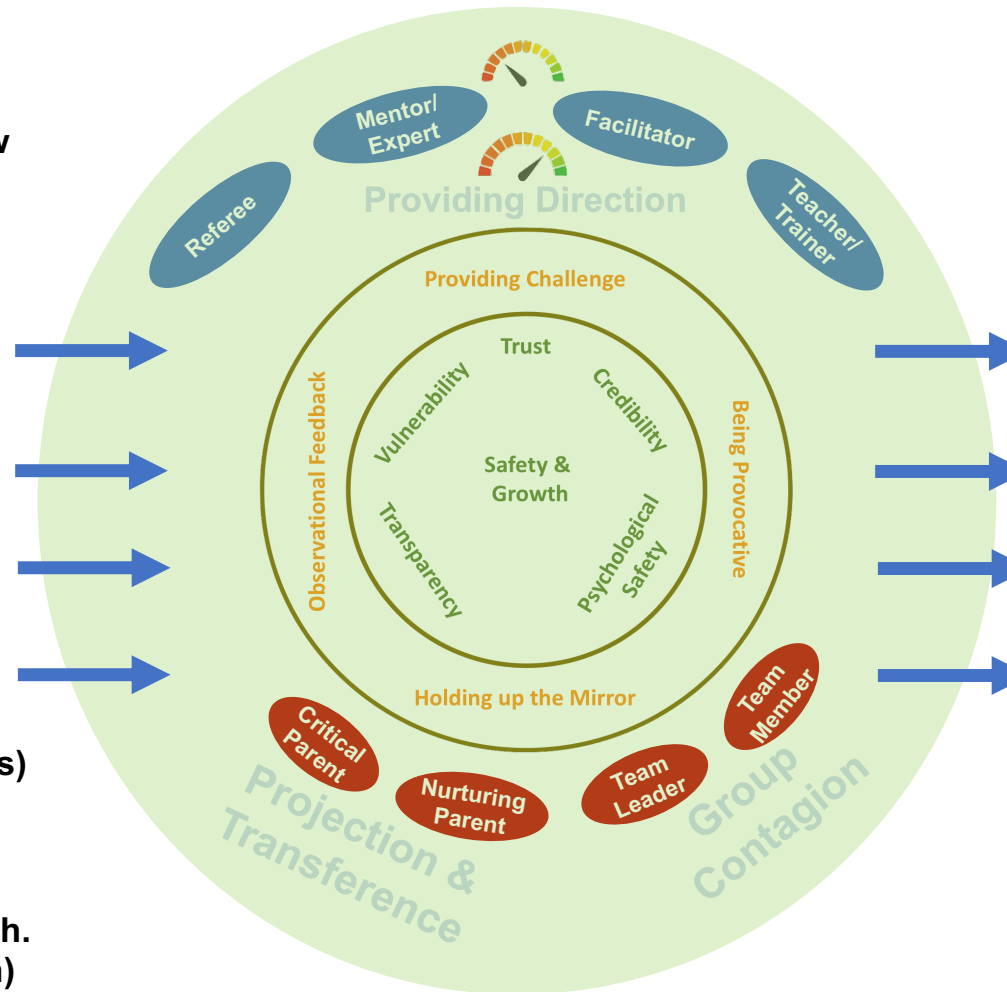 Mentor/
Expert
Facilitator
Referee
Teacher/
Trainer
Providing Direction
Providing Challenge
Trust
Vulnerability
Credibility
Observational Feedback
Being Provocative
Safety &
Growth
Transparency
Psychological
Safety
Holding up the Mirror
Critical
Parent
Nurturing
Parent
Team
Leader
Team
Member
Projection &
Transference
Group
Contagion
s)
h.
)